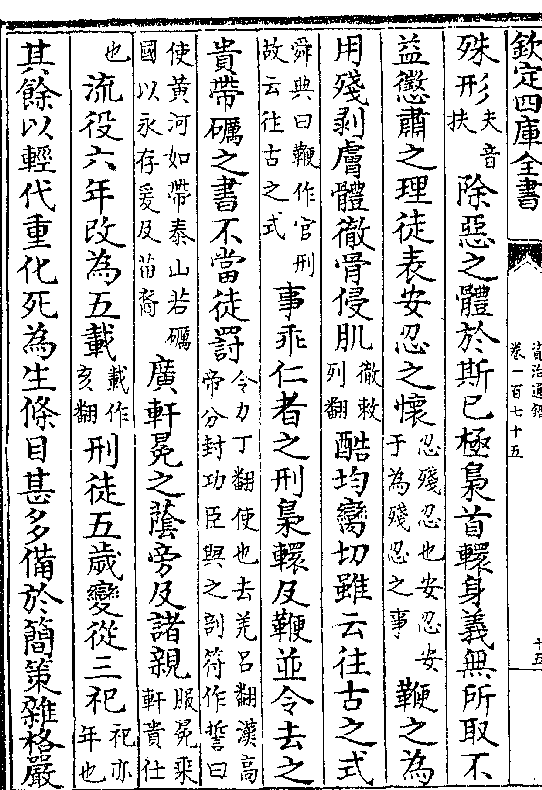 欽定四庫全書
資治通鑑
卷一百七十五
十五
殊形夫音扶除惡之體於斯已極梟首轘身義無所取不
益懲肅之理徒表安忍之懷忍殘忍也安忍安于為殘忍之事鞭之為
用殘剥膚體徹骨侵肌徹敕列翻酷均臠切雖云往古之式
舜典曰鞭作官刑故云往古之式事乖仁者之刑梟轘及鞭並令去之
貴帶礪之書不當徒罰令力丁翻使也去羌呂翻漢高帝分封功臣與之剖符作誓曰
使黃河如帶泰山若礪國以永存爰及苗裔廣軒冕之蔭旁及諸親服冕乘軒貴仕
也流役六年改為五載載作亥翻刑徒五歲變從三祀祀亦年也
其餘以輕代重化死為生條目甚多備於簡策雜格嚴